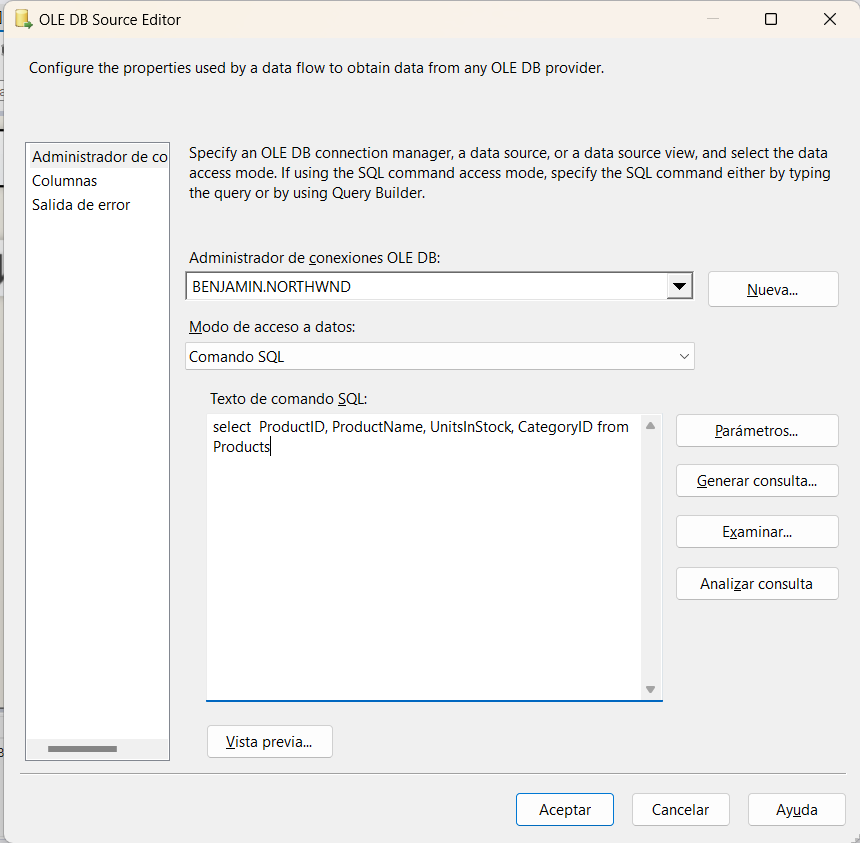 OLE DB Source Editor
Configure the properties used by a data flow to obtain data from any OLE DB provider.
Administrador de co
Columnas
Salida de error
Specify an OLE DB connection manager, a data source, or a data source view, and select the data
access mode. If using the SQL command access mode, specify the SQL command either by typing
the query or by using Query Builder.
Administrador de conexiones OLE DB:
BENJAMIN.NORTHWND
Nueva...
Modo de acceso a datos:
Comando SQL
Texto de comando SQL:
select  ProductID, ProductName, UnitsInStock, CategoryID from
Products
Parámetros...
Generar consulta...
Examinar...
Analizar consulta
Vista previa...
Aceptar
Cancelar
Ayuda